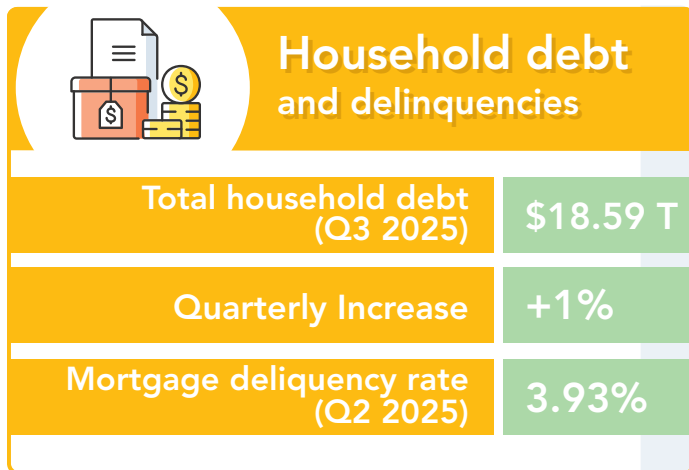 Household debt
and delinquencies
$
$
Total household debt
(Q3 2025)
$18.59 T
Quarterly Increase
+1%
Mortgage deliquency rate
(Q2 2025)
3.93%